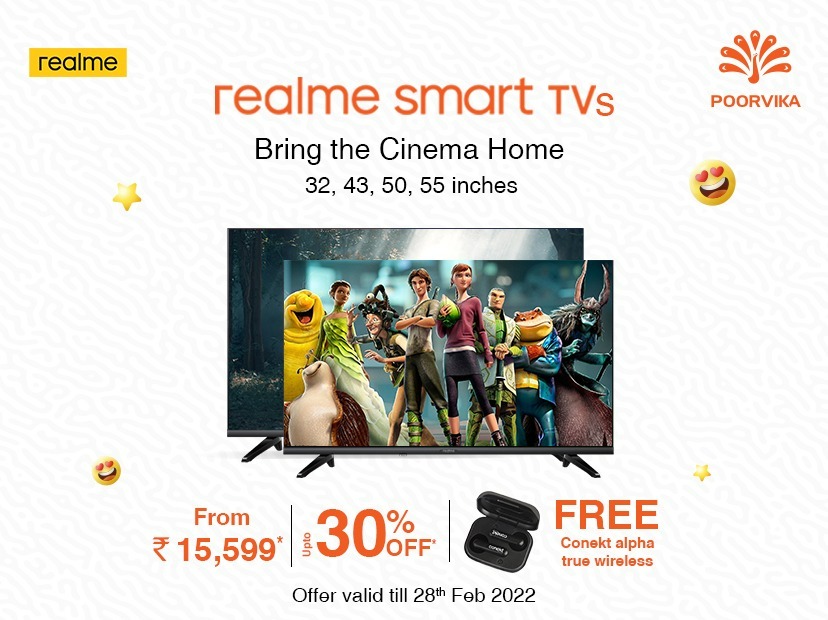 realme
POORVIKA
realme smart TVs
Bring the Cinema Home
32, 43, 50, 55 inches
From
₹ 15,599*
Upto
30% OFF*
conekt
FREE
Conekt alpha
true wireless
Offer valid till 28th Feb 2022